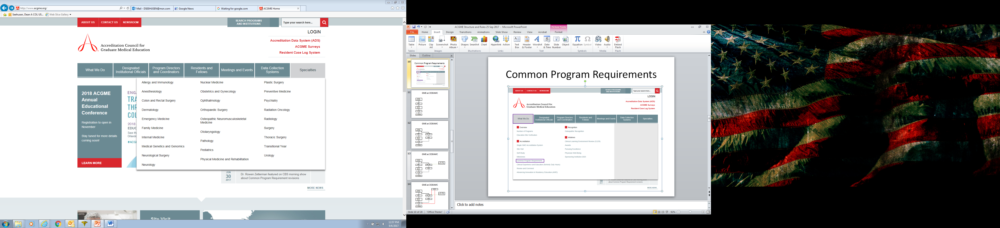 http://www.acgme.org/
Mail - DSEEHUSEN@msn.com
Google News
Waiting for google.com
ACGME Home
Seehusen, Dean A COL US...
Web Slice Gallery
ABOUT US
CONTACT US
NEWSROOM
SEARCH PROGRAMS
AND INSTITUTIONS
Type your search here...
LOGIN
Accreditation Data System (ADS)
ACGME Surveys
Resident Case Log System
Accreditation Council for
Graduate Medical Education
What We Do
Designated
Institutional Officials
Program Directors
and Coordinators
Residents and
Fellows
Meetings and Events
Data Collection
Systems
Specialties
Allergy and Immunology
Anesthesiology
Colon and Rectal Surgery
Dermatology
Emergency Medicine
Family Medicine
Internal Medicine
Medical Genetics and Genomics
Neurological Surgery
Neurology
Nuclear Medicine
Obstetrics and Gynecology
Ophthalmology
Orthopaedic Surgery
Osteopathic Neuromusculoskeletal
Medicine
Otolaryngology
Pathology
Pediatrics
Physical Medicine and Rehabilitation
Plastic Surgery
Preventive Medicine
Psychiatry
Radiation Oncology
Radiology
Surgery
Thoracic Surgery
Transitional Year
Urology
2018 ACGME
Annual
Educational
Conference
Registration to open in
November
Stay tuned for more details
coming soon!
LEARN MORE
ENG
TRA
THR
COL
2018
EDUC
Save th
Orlando
#ACG
JUN
30
2017
Dr. Rowen Zetterman featured on CBS morning show
about Common Program Requirement revisions
MORE NEWS
Site Visit
12:57 PM
9/6/2017
ACGME Structure and Rules 25 Sep 2017 - Microsoft PowerPoint
Picture Tools
File
Home
Insert
Design
Transitions
Animations
Slide Show
Review
View
Acrobat
Format
Table
Picture
Clip
Art
Screenshot
Photo
Album
Shapes
SmartArt
Chart
Hyperlink
Action
Text
Box
Header
& Footer
WordArt
Date
& Time
Slide
Number
Object
Equation
Symbol
Video
Audio
Embed
Flash
Tables
Images
Illustrations
Links
Text
Symbols
Media
Flash
Slides
Outline
10
Common Program Requirements
11
GME at DDEAMC
12
GME at DDEAMC
13
GME at DDEAMC
14
GME at DDEAMC
Common Program Requirements
ABOUT US
CONTACT US
NEWSROOM
SEARCH PROGRAMS
AND INSTITUTIONS
Type your search here...
LOGIN
Accreditation Data System (ADS)
ACGME Surveys
Resident Case Log System
Accreditation Council for
Graduate Medical Education
What We Do
Designated
Institutional Officials
Program Directors
and Coordinators
Residents and
Fellows
Meetings and Events
Data Collection
Systems
Specialties
Overview
Number of Programs
Education Site Verification
Accreditation
Single GME Accreditation System
Site Visit
Self-Study
Milestones
Common Program Requirements
Clinical Experience and Education (formerly Duty Hours)
Review and Comment
Advancing Innovation in Residency Education (AIRE)
Recognition
Osteopathic Recognition
Initiatives
Clinical Learning Environment Review (CLER)
Awards
Pursuing Excellence
Physician Well-Being
Sponsoring Institution 2025
30
2017
about Common Program Requirement revisions
MORE NEWS
Click to add notes
Slide 10 of 20
"Office Theme"
92%